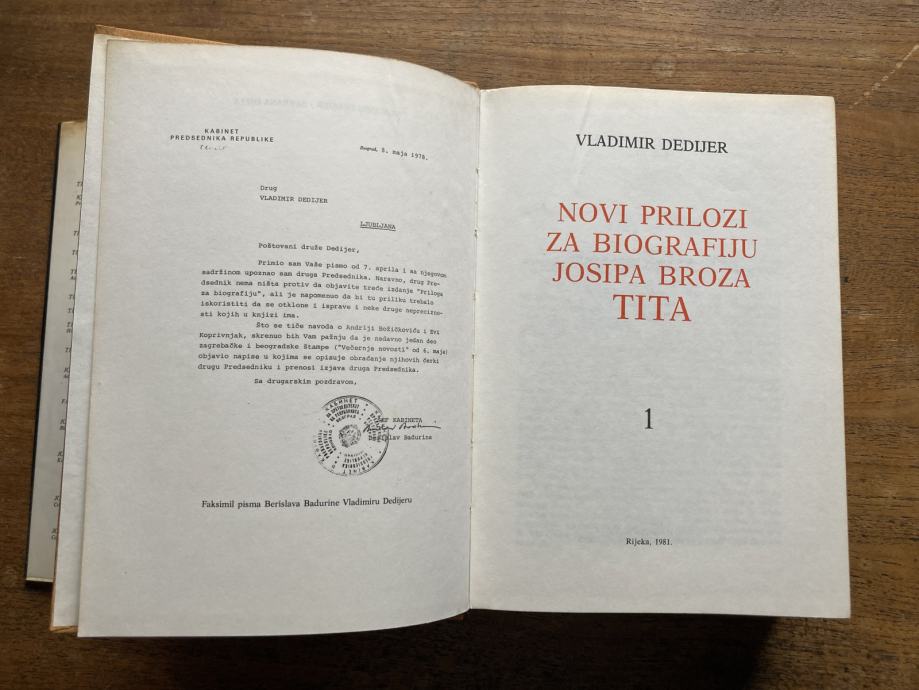 KABINET
PREDSEDNIKA REPUBLIKE
Beograd, 8. maja 1978.
Drug
VLADIMIR DEDIJER
LJUBLJANA
Poštovani druže Dedijer,
Primio sam Vaše pismo od 7. aprila i sa njegovom
sadržinom upoznao sam druga Predsednika. Naravno, drug Pre-
dsednik nema ništa protiv da objavite treće izdanje "Priloga
za biografiju", ali je napomenuo da bi tu priliku trebalo
iskoristiti da se otklone i isprave i neke druge neprecizno-
sti kojih u knjizi ima.
Što se tiče navoda o Andriji Božičkoviću i Evi
Koprivnjak, skrenuo bih Vam pažnju da je nedavno jedan deo
zagrebačke i beogradske štampe ("Večernje novosti" od 6. maja)
objavio napise u kojima se opisuje obraćanje njihovih ćerki
drugu Predsedniku i prenosi izjava druga Predsednika.
Sa drugarskim pozdravom,
ŠEF KABINETA
Berislav Badurina
Faksimil pisma Berislava Badurine Vladimiru Dedijeru
VLADIMIR DEDIJER
NOVI PRILOZI
ZA BIOGRAFIJU
JOSIPA BROZA
TITA
1
Rijeka, 1981.